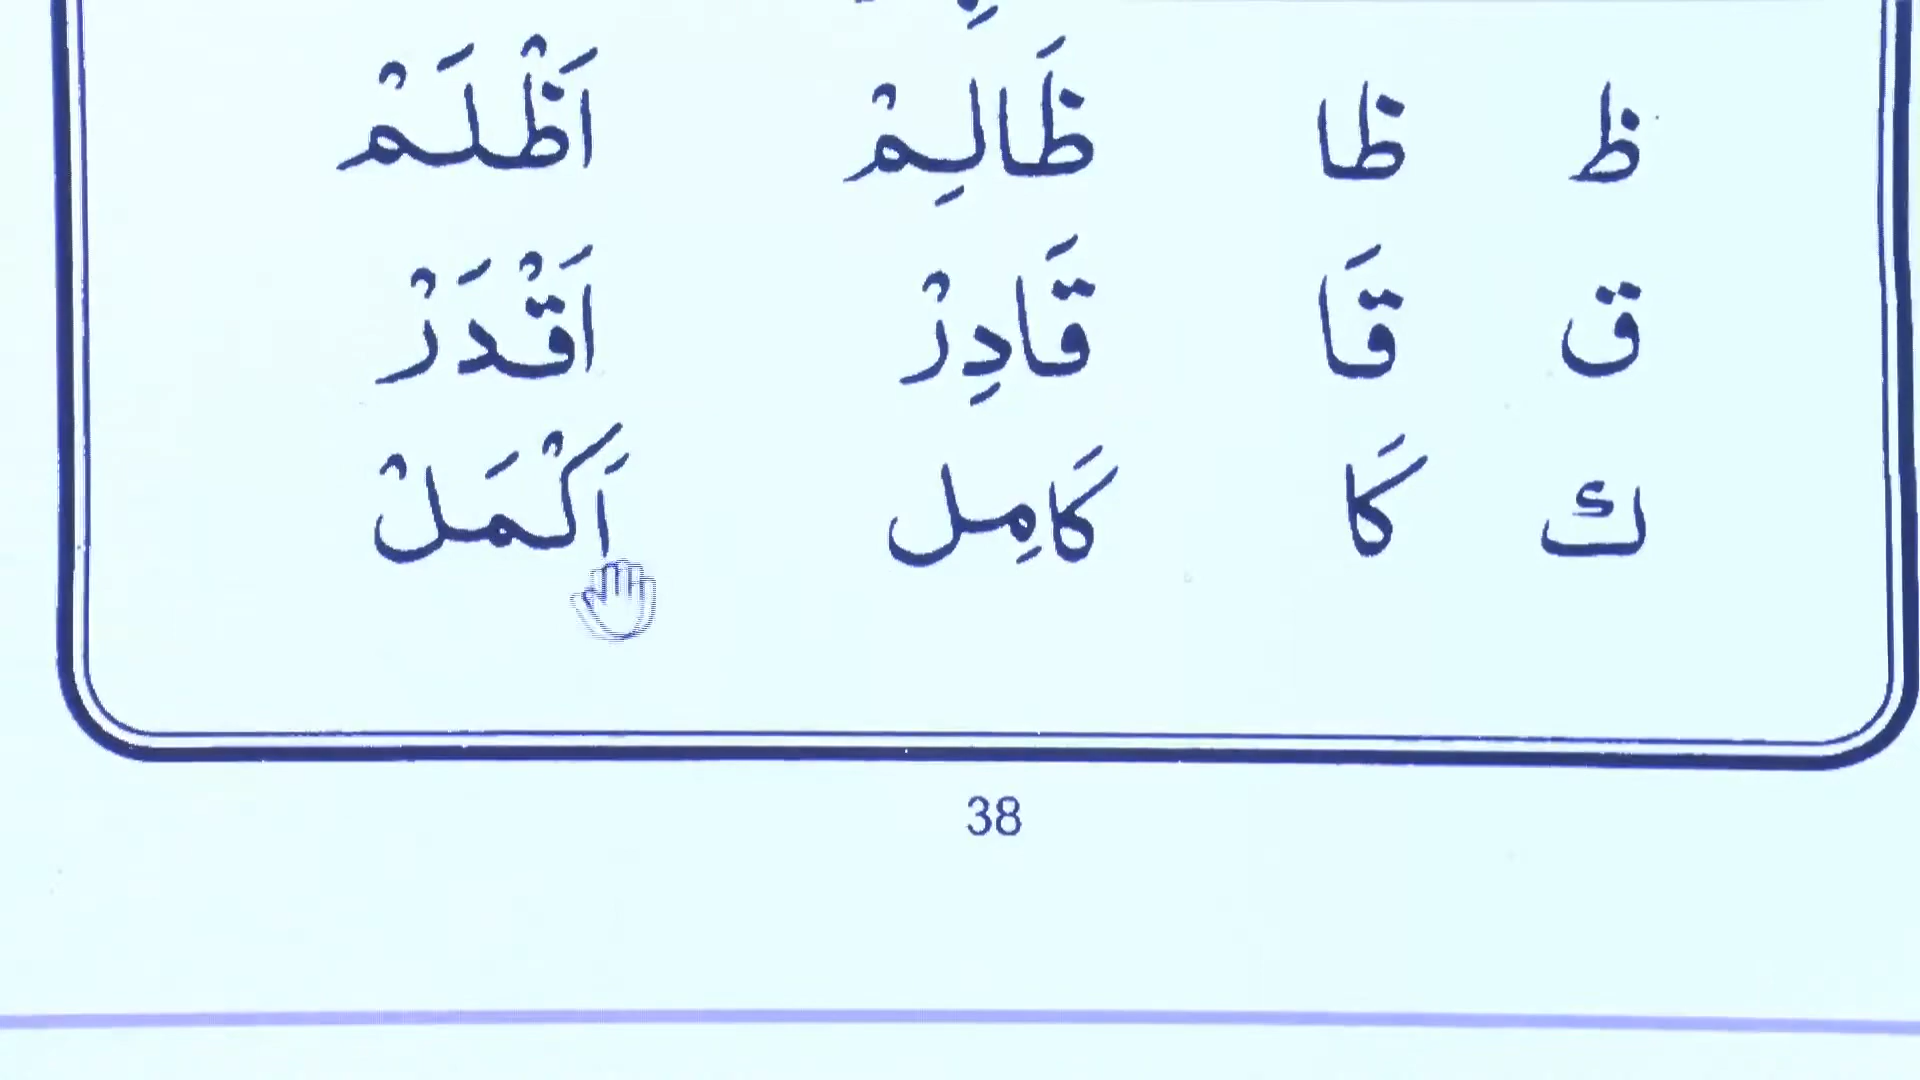 ظ ظا ظَالِمْ اَظْلَمْ
ق قَا قَادِرْ اَقْدَرْ
ك كَا كَامِل اَكْمَلْ
38